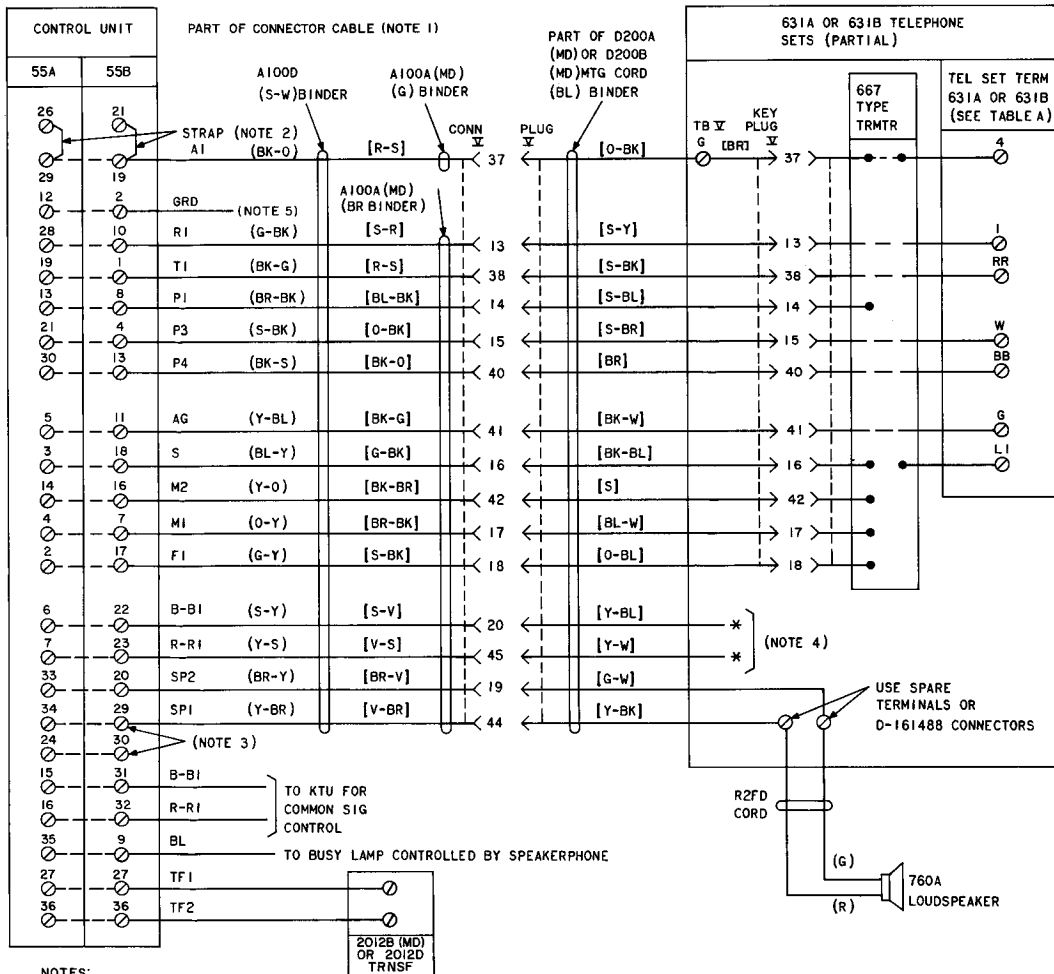 CONTROL UNIT
55A 55B
PART OF CONNECTOR CABLE (NOTE 1)
A100D
(S-W) BINDER
A100A (MD)
(G) BINDER
CONN
PLUG
PART OF D200A
(MD) OR D200B
(MD) MTG CORD
(BL) BINDER
631A OR 631B TELEPHONE
SETS (PARTIAL)
TB
KEY
PLUG
667
TYPE
TRMTR
TEL SET TERM
631A OR 631B
(SEE TABLE A)
26 21
STRAP (NOTE 2)
29 19 A1 (BK-O) [R-S] 37 [O-BK] G [BR] 37 4
A100A (MD)
(BR BINDER)
12 2 GRD (NOTE 5)
28 10 R1 (G-BK) [S-R] 13 [S-Y] 13 1
19 1 T1 (BK-G) [R-S] 38 [S-BK] 38 RR
13 8 P1 (BR-BK) [BL-BK] 14 [S-BL] 14
21 4 P3 (S-BK) [O-BK] 15 [S-BR] 15 W
30 13 P4 (BK-S) [BK-O] 40 [BR] 40 BB
5 11 AG (Y-BL) [BK-G] 41 [BK-W] 41 G
3 18 S (BL-Y) [G-BK] 16 [BK-BL] 16 L1
14 16 M2 (Y-O) [BK-BR] 42 [S] 42
4 7 M1 (O-Y) [BR-BK] 17 [BL-W] 17
2 17 F1 (G-Y) [S-BK] 18 [O-BL] 18
6 22 B-B1 (S-Y) [S-V] 20 [Y-BL] *
7 23 R-R1 (Y-S) [V-S] 45 [Y-W] *
(NOTE 4)
33 20 SP2 (BR-Y) [BR-V] 19 [G-W]
34 29 SP1 (Y-BR) [V-BR] 44 [Y-BK]
USE SPARE
TERMINALS OR
D-161488 CONNECTORS
24 30 (NOTE 3)
15 31 B-B1
16 32 R-R1
TO KTU FOR
COMMON SIG
CONTROL
35 9 BL TO BUSY LAMP CONTROLLED BY SPEAKERPHONE
27 27 TF1
36 36 TF2
2012B (MD)
OR 2012D
TRNSF
R2FD
CORD
(G)
(R)
760A
LOUDSPEAKER
NOTES: